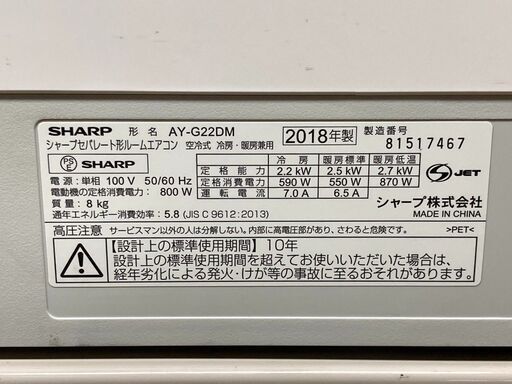 SHARP 形名 AY-G22DM 2018年製 製造番号 81517467
シャープセパレート形ルームエアコン 空冷式 冷房・暖房兼用
PSE SHARP
冷房 暖房標準 暖房低温
定格能力 2.2 kW 2.5 kW 2.7 kW
定格消費電力 590 W 550 W 870 W
運転電流 7.0 A 6.5 A
JET
電源:単相 100 V 50/60 Hz
電動機の定格消費電力: 800 W
質量:8 kg
通年エネルギー消費効率:5.8 (JIS C 9612:2013)
シャープ株式会社
MADE IN CHINA
高圧注意 サービスマン以外の人は分解しない。内部に高電圧部があり、さわると危険です。
>PET<
【設計上の標準使用期間】10年
設計上の標準使用期間を超えてお使いいただいた場合は、
経年劣化による発火・けが等の事故に至るおそれがあります。